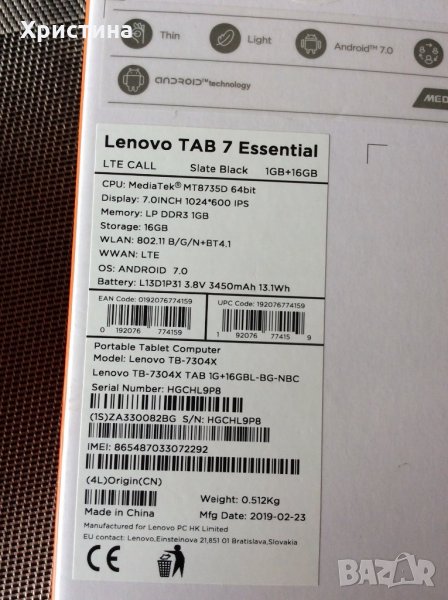 Христина
Thin
Light
Android™ 7.0
ANDROID™technology
MED
Lenovo TAB 7 Essential
LTE CALL Slate Black 1GB+16GB
CPU: MediaTek® MT8735D 64bit
Display: 7.0INCH 1024*600 IPS
Memory: LP DDR3 1GB
Storage: 16GB
WLAN: 802.11 B/G/N+BT4.1
WWAN: LTE
OS: ANDROID 7.0
Battery: L13D1P31 3.8V 3450mAh 13.1Wh
EAN Code: 0192076774159 UPC Code: 192076774159
0 192076 774159 1 92076 77415 9
Portable Tablet Computer
Model: Lenovo TB-7304X
Lenovo TB-7304X TAB 1G+16GBL-BG-NBC
Serial Number: HGCHL9P8
(1S)ZA330082BG S/N: HGCHL9P8
IMEI: 865487033072292
(4L)Origin(CN)
Weight: 0.512Kg
Made in China Mfg Date: 2019-02-23
Manufactured for Lenovo PC HK Limited
EU contact: Lenovo,Einsteinova 21,851 01 Bratislava,Slovakia
CE
BAZAR